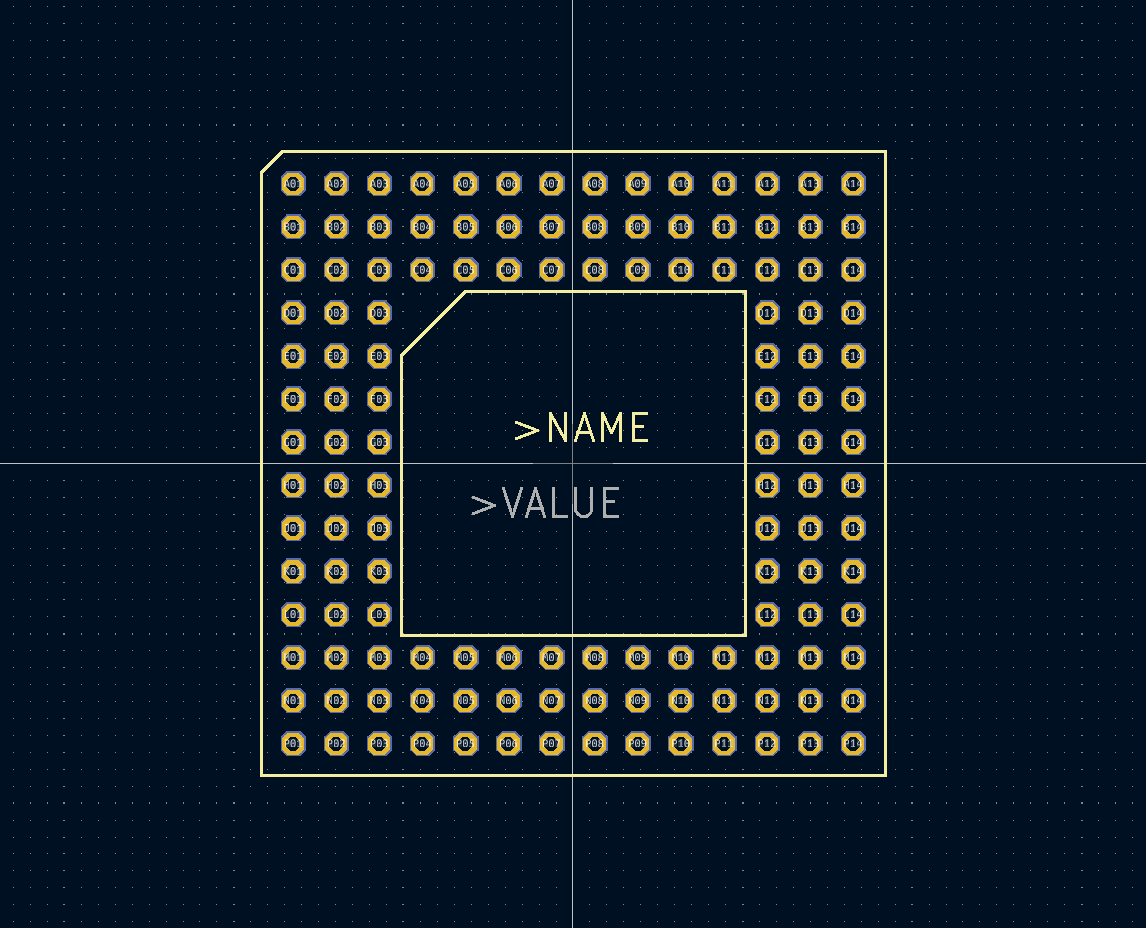 A01 A02 A03 A04 A05 A06 A07 A08 A09 A10 A11 A12 A13 A14
B01 B02 B03 B04 B05 B06 B07 B08 B09 B10 B11 B12 B13 B14
C01 C02 C03 C04 C05 C06 C07 C08 C09 C10 C11 C12 C13 C14
D01 D02 D03 D12 D13 D14
E01 E02 E03 E12 E13 E14
F01 F02 F03 F12 F13 F14
>NAME
G01 G02 G03 G12 G13 G14
H01 H02 H03 H12 H13 H14
>VALUE
J01 J02 J03 J12 J13 J14
K01 K02 K03 K12 K13 K14
L01 L02 L03 L12 L13 L14
M01 M02 M03 M04 M05 M06 M07 M08 M09 M10 M11 M12 M13 M14
N01 N02 N03 N04 N05 N06 N07 N08 N09 N10 N11 N12 N13 N14
P01 P02 P03 P04 P05 P06 P07 P08 P09 P10 P11 P12 P13 P14